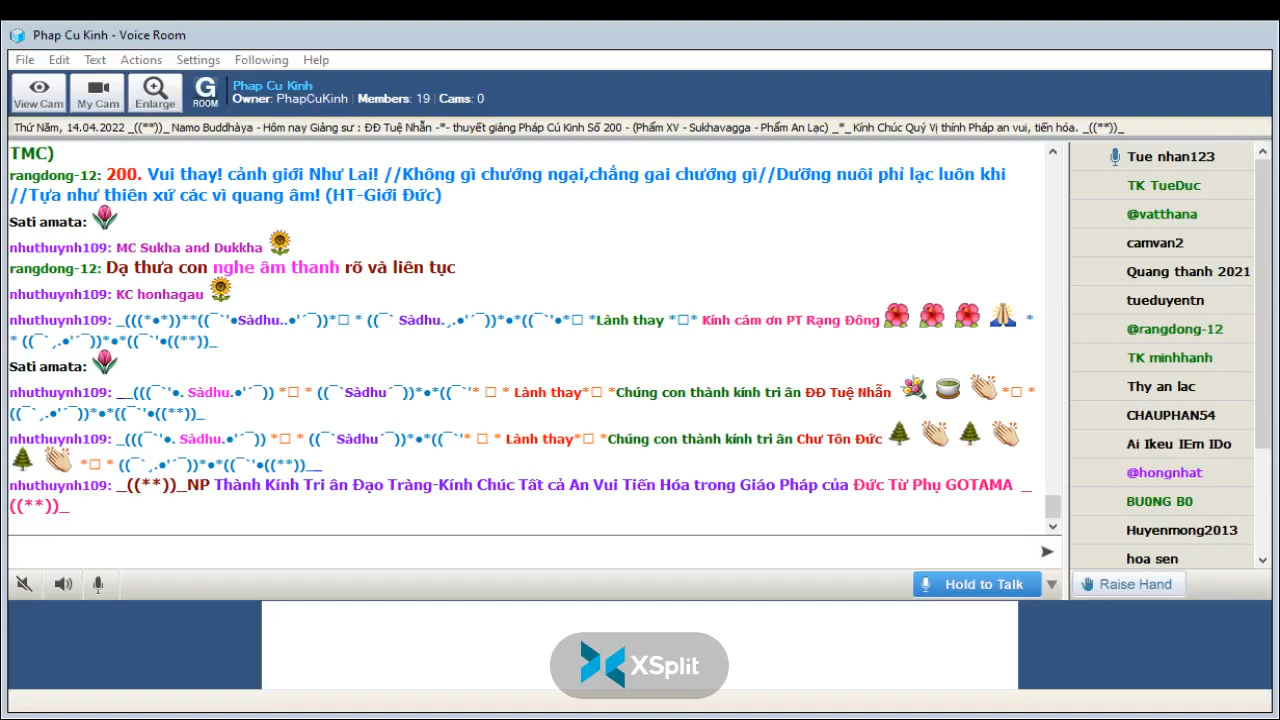 Phap Cu Kinh - Voice Room
File Edit Text Actions Settings Following Help
View Cam My Cam Enlarge G ROOM
Phap Cu Kinh
Owner: PhapCuKinh | Members: 19 | Cams: 0
Thứ Năm, 14.04.2022 _((**))_ Namo Buddhàya - Hôm nay Giảng sư : ĐĐ Tuệ Nhẫn -*- thuyết giảng Pháp Cú Kinh Số 200 - (Phẩm XV - Sukhavagga - Phẩm An Lạc) _*_ Kính Chúc Quý Vị thính Pháp an vui, tiến hóa. _((**))_
TMC)
rangdong-12: 200. Vui thay! cảnh giới Như Lai! //Không gì chướng ngại,chẳng gai chướng gì//Dưỡng nuôi phỉ lạc luôn khi
//Tựa như thiên xứ các vì quang âm! (HT-Giới Đức)
Sati amata:
nhuthuynh109: MC Sukha and Dukkha
rangdong-12: Dạ thưa con nghe âm thanh rõ và liên tục
nhuthuynh109: KC honhagau
nhuthuynh109: _(((*●*))**((¯`'●Sàdhu..●'´¯))*□ * ((¯` Sàdhu.¸.●'´¯))*●*((¯`'●*□ *Lành thay *□* Kính cám ơn PT Rạng Đông *
* ((¯`¸.●'´¯))*●*((¯`'●((**))_
Sati amata:
nhuthuynh109: __(((¯`'●. Sàdhu.●'´¯)) *□ * ((¯`Sàdhu´¯))*●*((¯`'* □ * Lành thay*□ *Chúng con thành kính tri ân ĐĐ Tuệ Nhẫn *□ *
((¯`¸.●'´¯))*●*((¯`'●((**))_
nhuthuynh109: _(((¯`'●. Sàdhu.●'´¯)) *□ * ((¯`Sàdhu´¯))*●*((¯`'* □ * Lành thay*□ *Chúng con thành kính tri ân Chư Tôn Đức
*□ * ((¯`¸.●'´¯))*●*((¯`'●((**))__
nhuthuynh109: _((**))_NP Thành Kính Tri ân Đạo Tràng-Kính Chúc Tất cả An Vui Tiến Hóa trong Giáo Pháp của Đức Từ Phụ GOTAMA _
((**))_
Tue nhan123
TK TueDuc
@vatthana
camvan2
Quang thanh 2021
tueduyentn
@rangdong-12
TK minhhanh
Thy an lac
CHAUPHAN54
Ai Ikeu IEm IDo
@hongnhat
BU0NG B0
Huyenmong2013
hoa sen
Hold to Talk
Raise Hand
XSplit